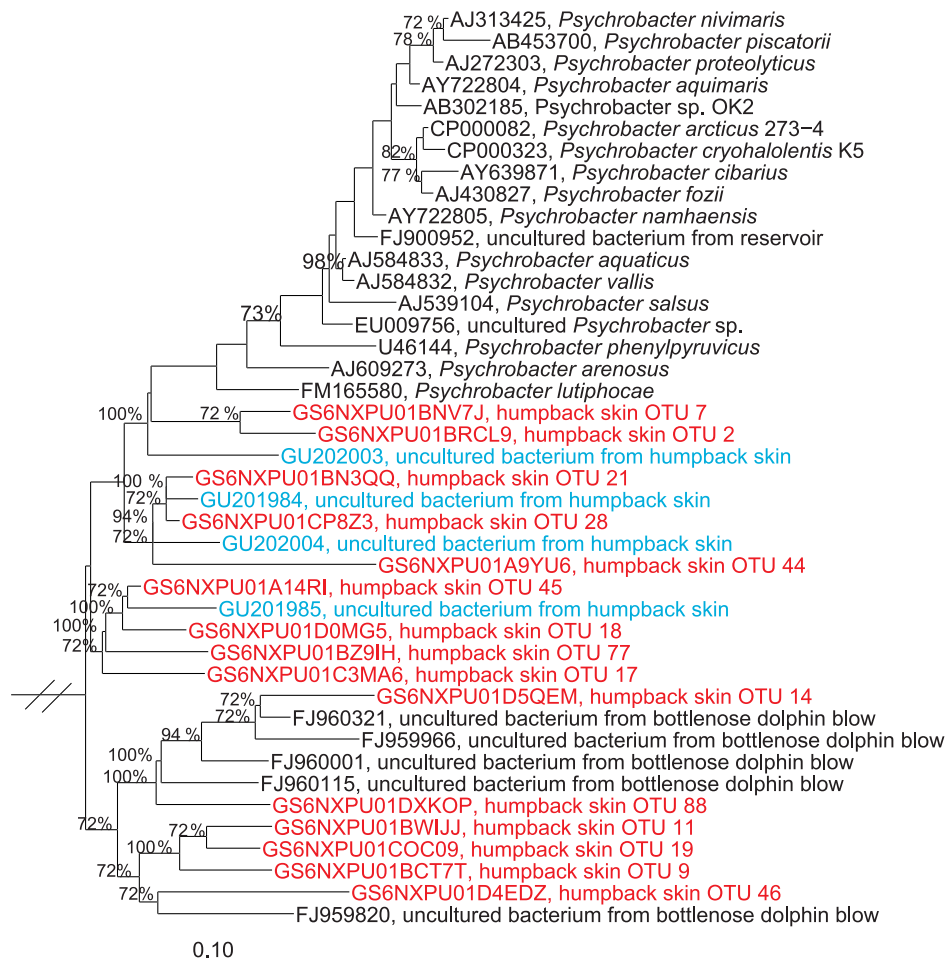 72 % AJ313425, Psychrobacter nivimaris
78 % AB453700, Psychrobacter piscatorii
AJ272303, Psychrobacter proteolyticus
AY722804, Psychrobacter aquimaris
AB302185, Psychrobacter sp. OK2
CP000082, Psychrobacter arcticus 273−4
82% CP000323, Psychrobacter cryohalolentis K5
77 % AY639871, Psychrobacter cibarius
AJ430827, Psychrobacter fozii
AY722805, Psychrobacter namhaensis
FJ900952, uncultured bacterium from reservoir
98% AJ584833, Psychrobacter aquaticus
AJ584832, Psychrobacter vallis
AJ539104, Psychrobacter salsus
73% EU009756, uncultured Psychrobacter sp.
U46144, Psychrobacter phenylpyruvicus
AJ609273, Psychrobacter arenosus
FM165580, Psychrobacter lutiphocae
100% 72 % GS6NXPU01BNV7J, humpback skin OTU 7
GS6NXPU01BRCL9, humpback skin OTU 2
GU202003, uncultured bacterium from humpback skin
100 % GS6NXPU01BN3QQ, humpback skin OTU 21
72% GU201984, uncultured bacterium from humpback skin
94% GS6NXPU01CP8Z3, humpback skin OTU 28
72% GU202004, uncultured bacterium from humpback skin
GS6NXPU01A9YU6, humpback skin OTU 44
72% GS6NXPU01A14RI, humpback skin OTU 45
100% GU201985, uncultured bacterium from humpback skin
100% GS6NXPU01D0MG5, humpback skin OTU 18
72% GS6NXPU01BZ9IH, humpback skin OTU 77
GS6NXPU01C3MA6, humpback skin OTU 17
72% GS6NXPU01D5QEM, humpback skin OTU 14
72% FJ960321, uncultured bacterium from bottlenose dolphin blow
94 % FJ959966, uncultured bacterium from bottlenose dolphin blow
100% FJ960001, uncultured bacterium from bottlenose dolphin blow
100% FJ960115, uncultured bacterium from bottlenose dolphin blow
GS6NXPU01DXKOP, humpback skin OTU 88
72% 72% GS6NXPU01BWIJJ, humpback skin OTU 11
100% GS6NXPU01COC09, humpback skin OTU 19
72% GS6NXPU01BCT7T, humpback skin OTU 9
72% GS6NXPU01D4EDZ, humpback skin OTU 46
FJ959820, uncultured bacterium from bottlenose dolphin blow
0.10